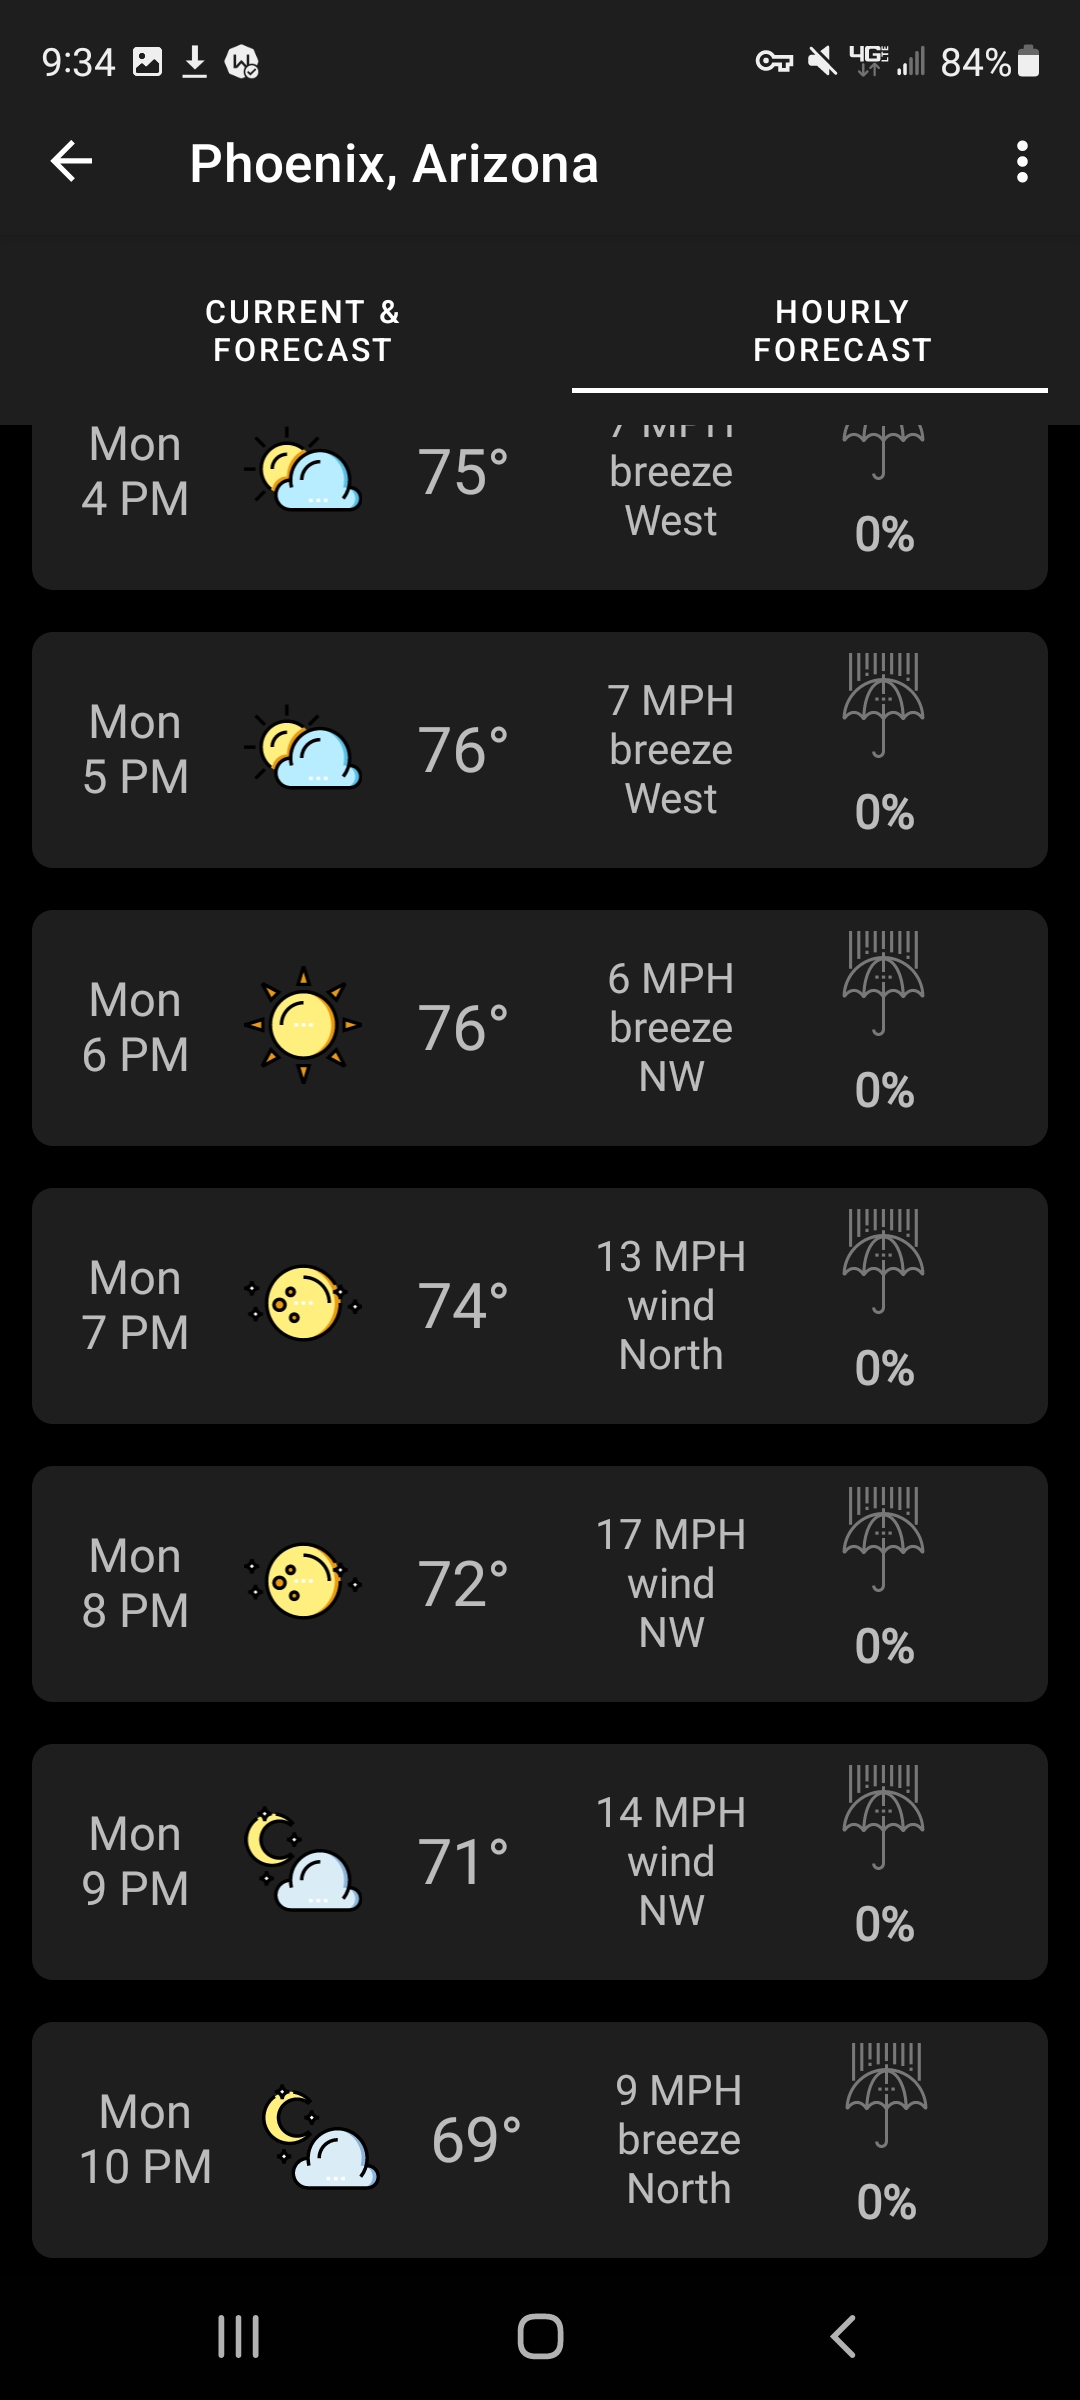 9:34 4G LTE 84%
Phoenix, Arizona
CURRENT &
FORECAST
HOURLY
FORECAST
Mon
4 PM
75°
7 MPH
breeze
West
0%
Mon
5 PM
76°
7 MPH
breeze
West
0%
Mon
6 PM
76°
6 MPH
breeze
NW
0%
Mon
7 PM
74°
13 MPH
wind
North
0%
Mon
8 PM
72°
17 MPH
wind
NW
0%
Mon
9 PM
71°
14 MPH
wind
NW
0%
Mon
10 PM
69°
9 MPH
breeze
North
0%